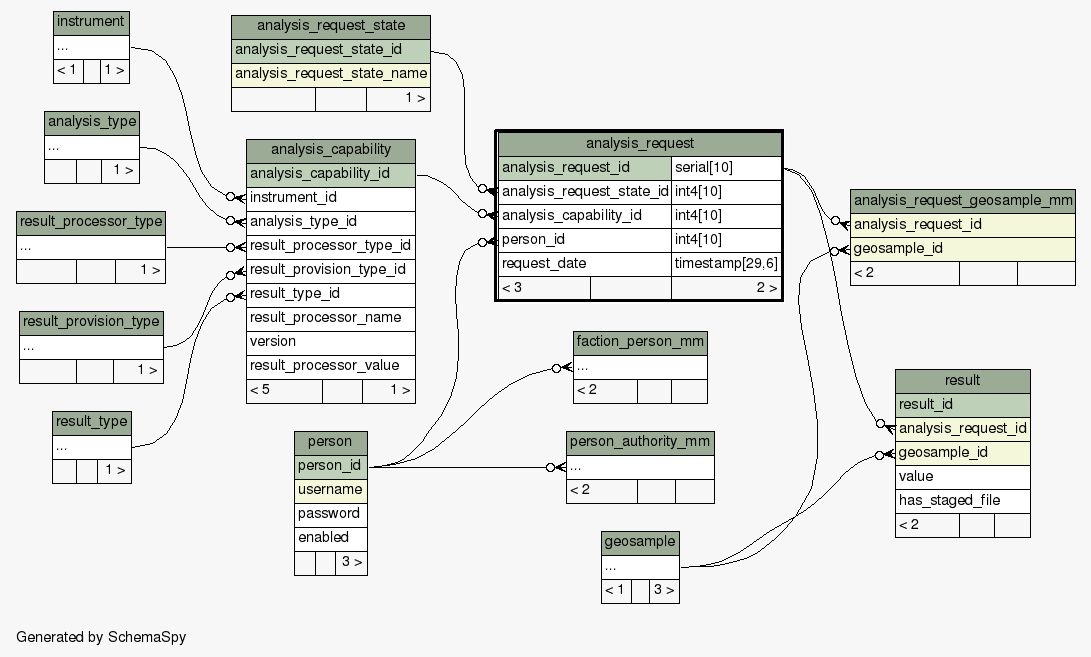 instrument
...
< 1 1 >
analysis_type
...
1 >
result_processor_type
...
1 >
result_provision_type
...
1 >
result_type
...
1 >
analysis_request_state
analysis_request_state_id
analysis_request_state_name
1 >
analysis_capability
analysis_capability_id
instrument_id
analysis_type_id
result_processor_type_id
result_provision_type_id
result_type_id
result_processor_name
version
result_processor_value
< 5 1 >
person
person_id
username
password
enabled
3 >
analysis_request
analysis_request_id serial[10]
analysis_request_state_id int4[10]
analysis_capability_id int4[10]
person_id int4[10]
request_date timestamp[29,6]
< 3 2 >
faction_person_mm
...
< 2
person_authority_mm
...
< 2
geosample
...
< 1 3 >
analysis_request_geosample_mm
analysis_request_id
geosample_id
< 2
result
result_id
analysis_request_id
geosample_id
value
has_staged_file
< 2
Generated by SchemaSpy